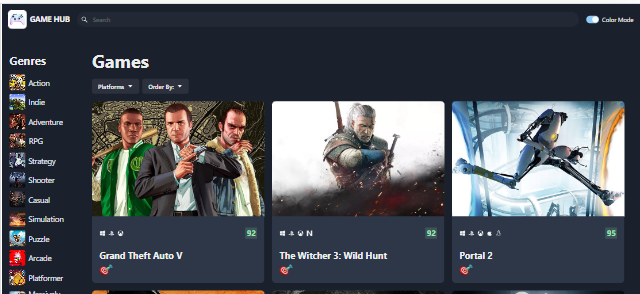 GAME HUB
Search
Color Mode
Genres
Action
Indie
Adventure
RPG
Strategy
Shooter
Casual
Simulation
Puzzle
Arcade
Platformer
Games
Platforms
Order By:
92
Grand Theft Auto V
92
The Witcher 3: Wild Hunt
95
Portal 2